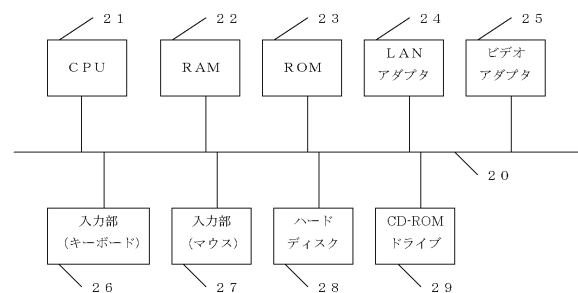 21 22 23 24 25
CPU
RAM
ROM
LAN
アダプタ
ビデオ
アダプタ
20
入力部
(キーボード)
入力部
(マウス)
ハード
ディスク
CD-ROM
ドライブ
26 27 28 29